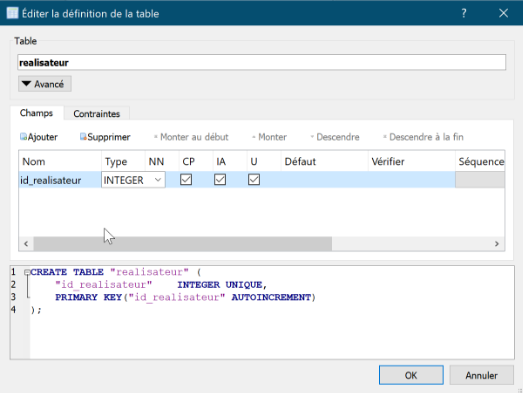 Éditer la définition de la table
? ×
Table
realisateur
Avancé
Champs Contraintes
Ajouter Supprimer Monter au début Monter Descendre Descendre à la fin
Nom Type NN CP IA U Défaut Vérifier Séquence
id_realisateur INTEGER
1 CREATE TABLE "realisateur" (
2 "id_realisateur" INTEGER UNIQUE,
3 PRIMARY KEY("id_realisateur" AUTOINCREMENT)
4 );
OK Annuler